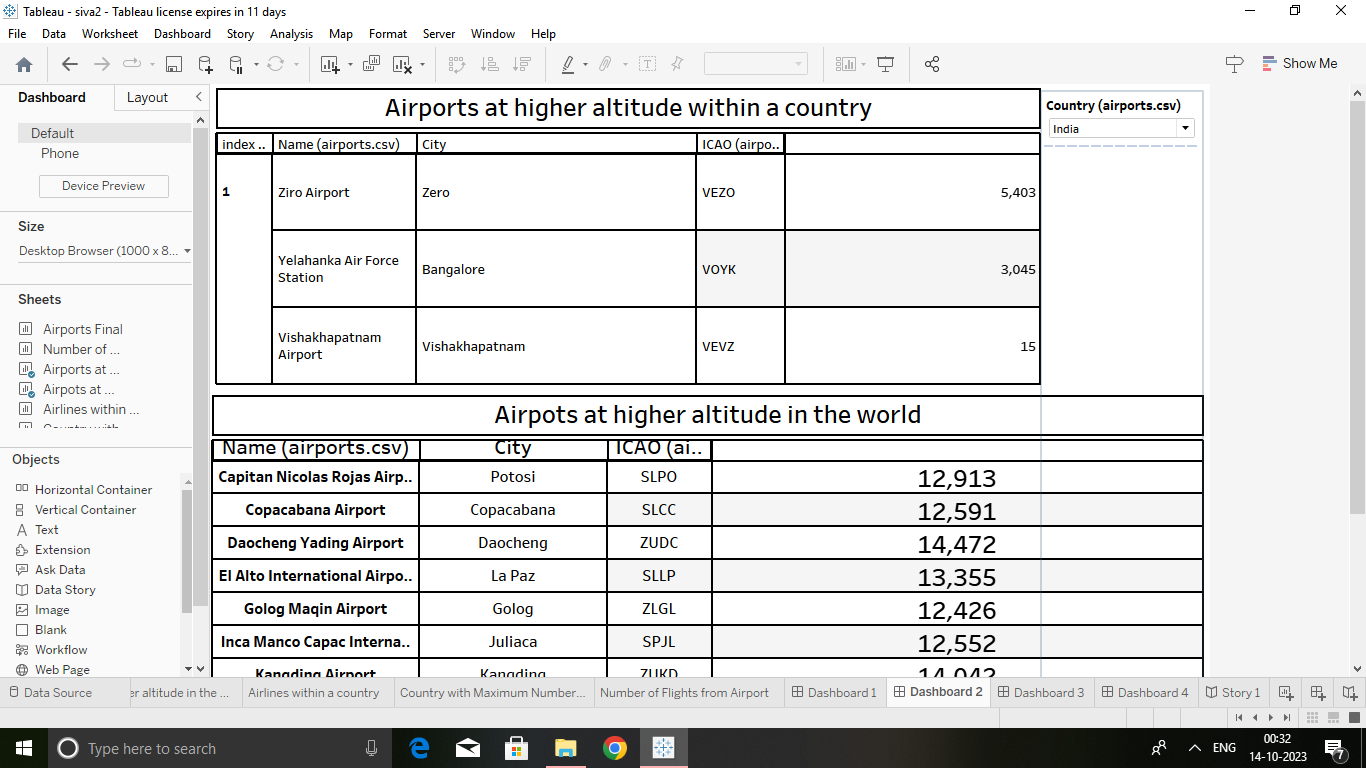 Tableau - siva2 - Tableau license expires in 11 days
File Data Worksheet Dashboard Story Analysis Map Format Server Window Help
Show Me
Dashboard Layout
Default
Phone
Device Preview
Size
Desktop Browser (1000 x 8...
Sheets
Airports Final
Number of ...
Airports at ...
Airpots at ...
Airlines within ...
Objects
Horizontal Container
Vertical Container
Text
Extension
Ask Data
Data Story
Image
Blank
Workflow
Web Page
Airports at higher altitude within a country
index .. Name (airports.csv) City ICAO (airpo..
1 Ziro Airport Zero VEZO 5,403
Yelahanka Air Force
Station
Bangalore VOYK 3,045
Vishakhapatnam
Airport
Vishakhapatnam VEVZ 15
Country (airports.csv)
India
Airpots at higher altitude in the world
Name (airports.csv) City ICAO (ai..
Capitan Nicolas Rojas Airp.. Potosi SLPO 12,913
Copacabana Airport Copacabana SLCC 12,591
Daocheng Yading Airport Daocheng ZUDC 14,472
El Alto International Airpo.. La Paz SLLP 13,355
Golog Maqin Airport Golog ZLGL 12,426
Inca Manco Capac Interna.. Juliaca SPJL 12,552
Kangding Airport Kangding ZUKD 14,042
Data Source er altitude in the ... Airlines within a country Country with Maximum Number... Number of Flights from Airport Dashboard 1 Dashboard 2 Dashboard 3 Dashboard 4 Story 1
Type here to search
ENG
00:32
14-10-2023
7